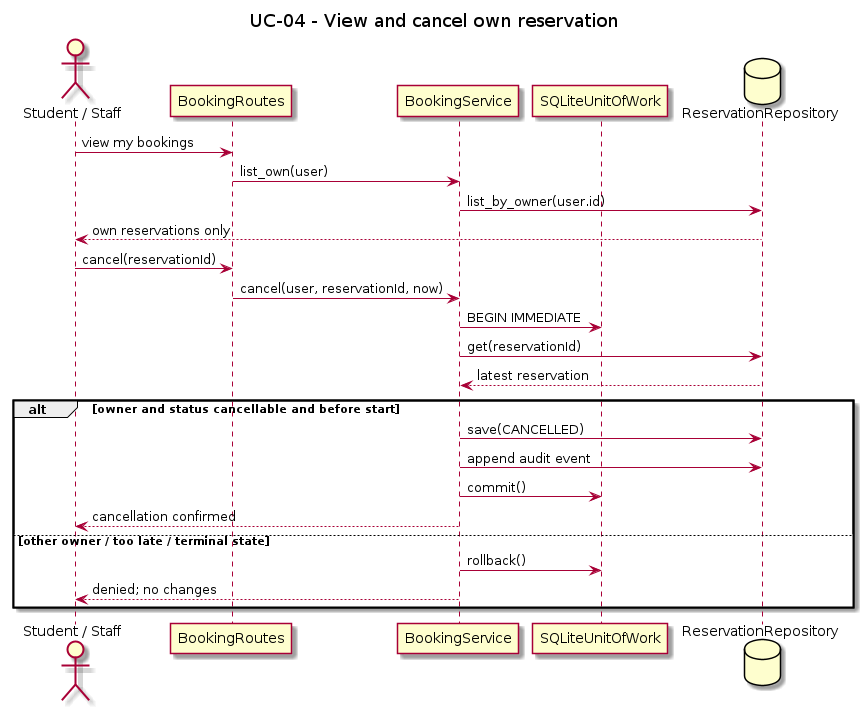 UC-04 - View and cancel own reservation
Student / Staff
BookingRoutes
BookingService
SQLiteUnitOfWork
ReservationRepository
view my bookings
list_own(user)
list_by_owner(user.id)
own reservations only
cancel(reservationId)
cancel(user, reservationId, now)
BEGIN IMMEDIATE
get(reservationId)
latest reservation
alt [owner and status cancellable and before start]
save(CANCELLED)
append audit event
commit()
cancellation confirmed
[other owner / too late / terminal state]
rollback()
denied; no changes
Student / Staff
BookingRoutes
BookingService
SQLiteUnitOfWork
ReservationRepository